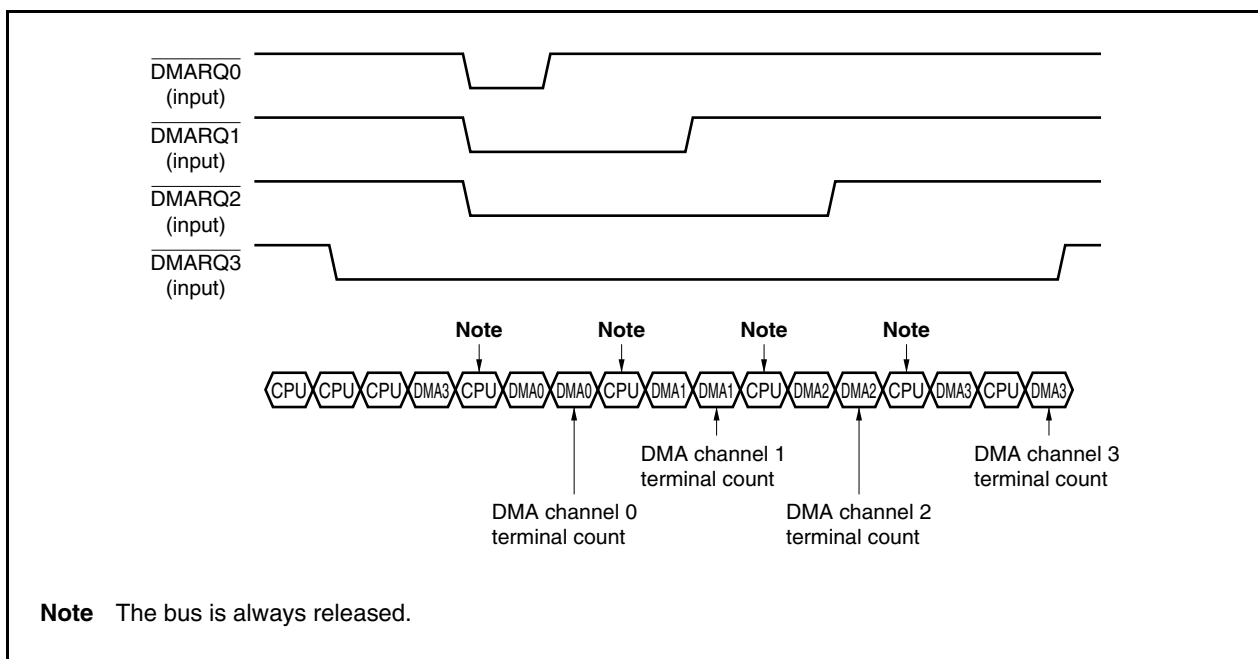 DMARQ0
(input)
DMARQ1
(input)
DMARQ2
(input)
DMARQ3
(input)
Note Note Note Note
CPU CPU CPU DMA3 CPU DMA0 DMA0 CPU DMA1 DMA1 CPU DMA2 DMA2 CPU DMA3 CPU DMA3
DMA channel 1
terminal count
DMA channel 3
terminal count
DMA channel 0
terminal count
DMA channel 2
terminal count
Note The bus is always released.